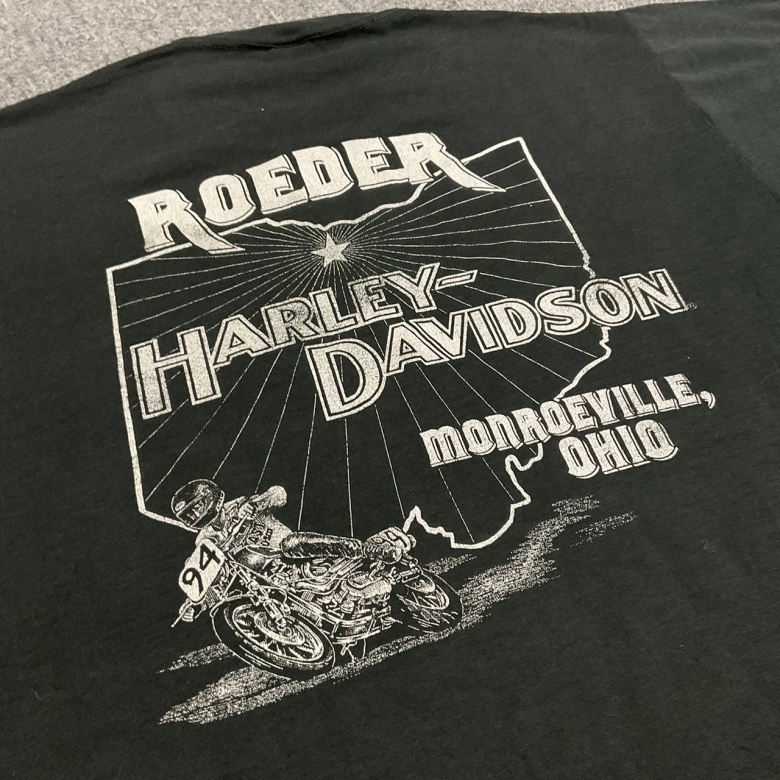 ROEDER
HARLEY-
DAVIDSON
MONROEVILLE,
OHIO
94